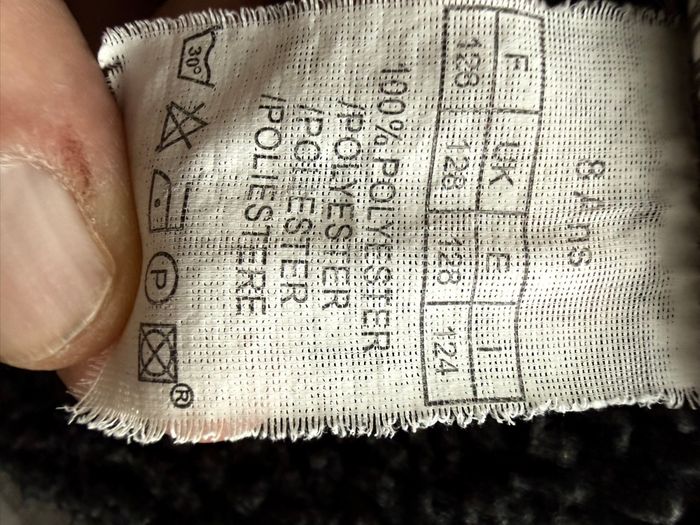 8 Ans
F UK E I
128 128 128 124
100% POLYESTER
/POLYESTER
/POLIESTER
/POLIESTERE
30°
P
®